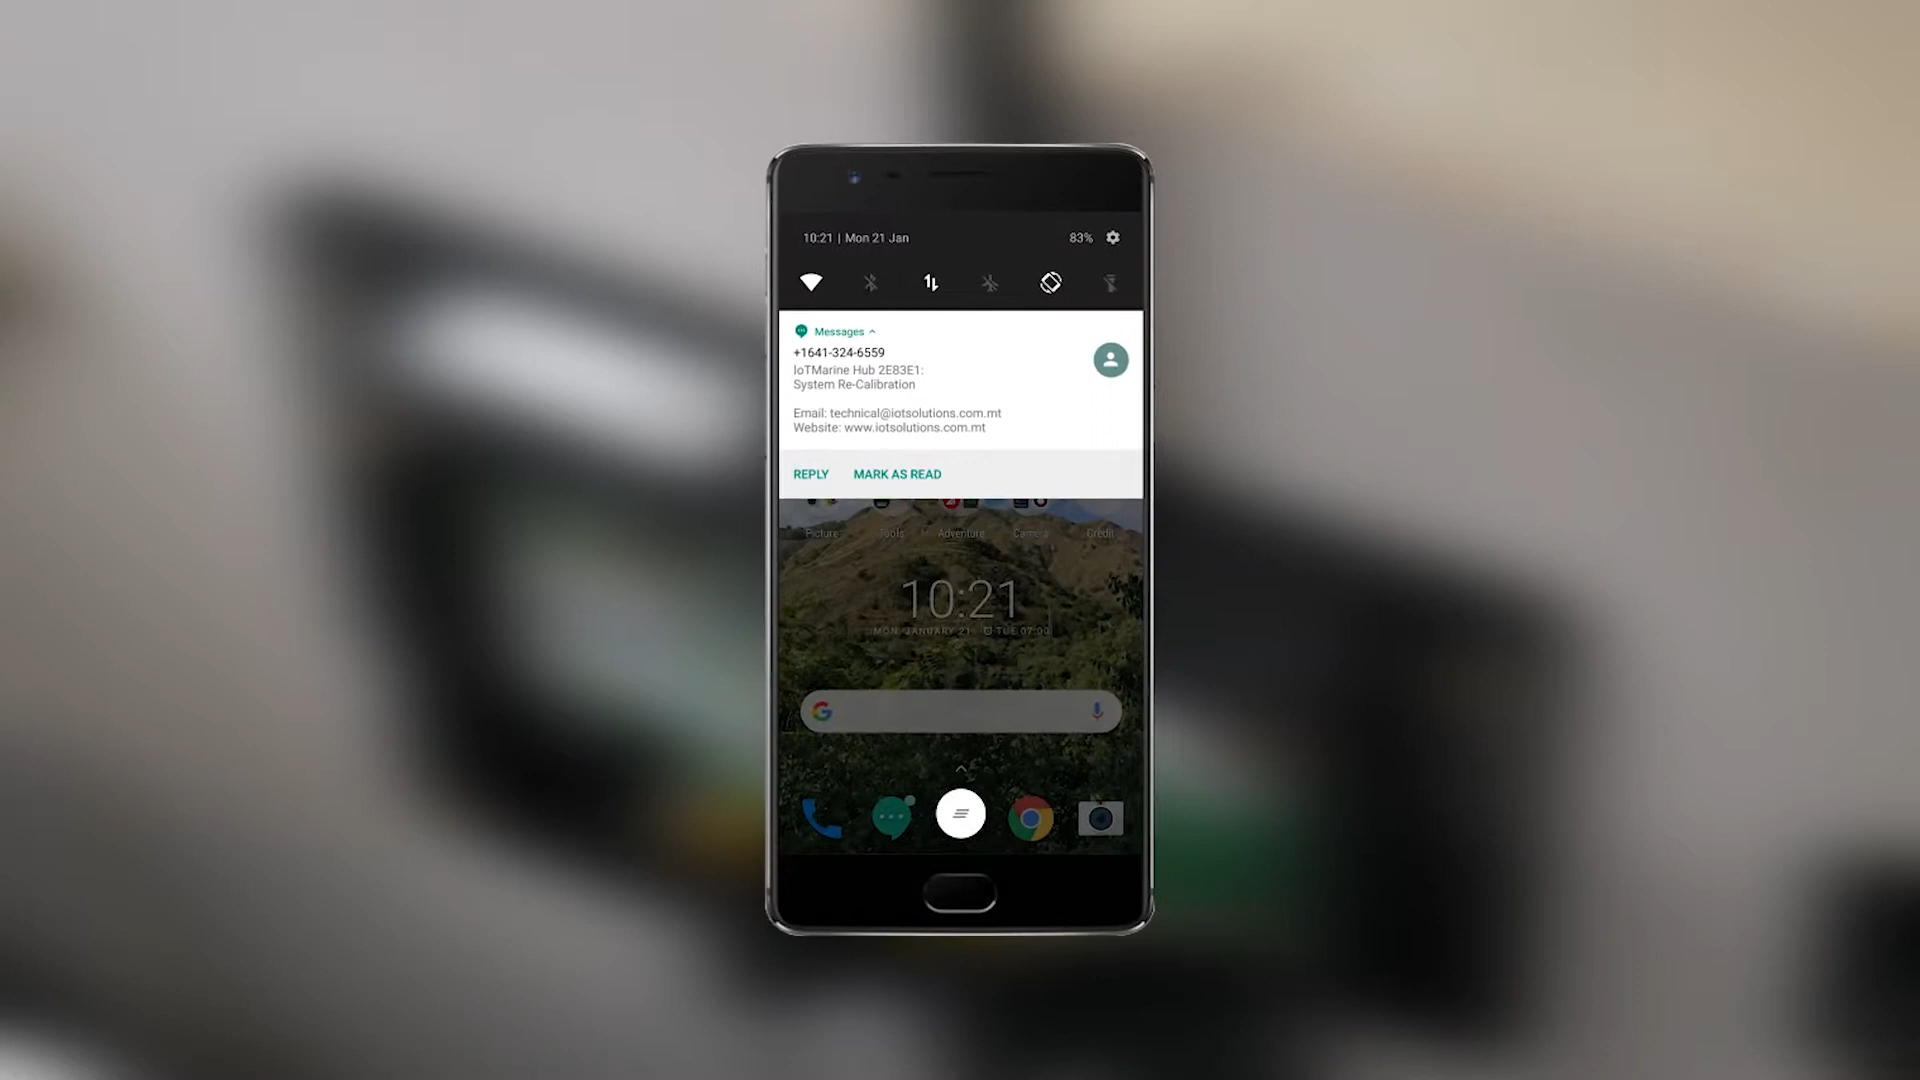 10:21 | Mon 21 Jan
83%
Messages
+1641-324-6559
IoTMarine Hub 2E83E1:
System Re-Calibration
Email: technical@iotsolutions.com.mt
Website: www.iotsolutions.com.mt
REPLY MARK AS READ
Picture Tools Adventure Camera Credit
10:21
MON, JANUARY 21 TUE 07:00
G